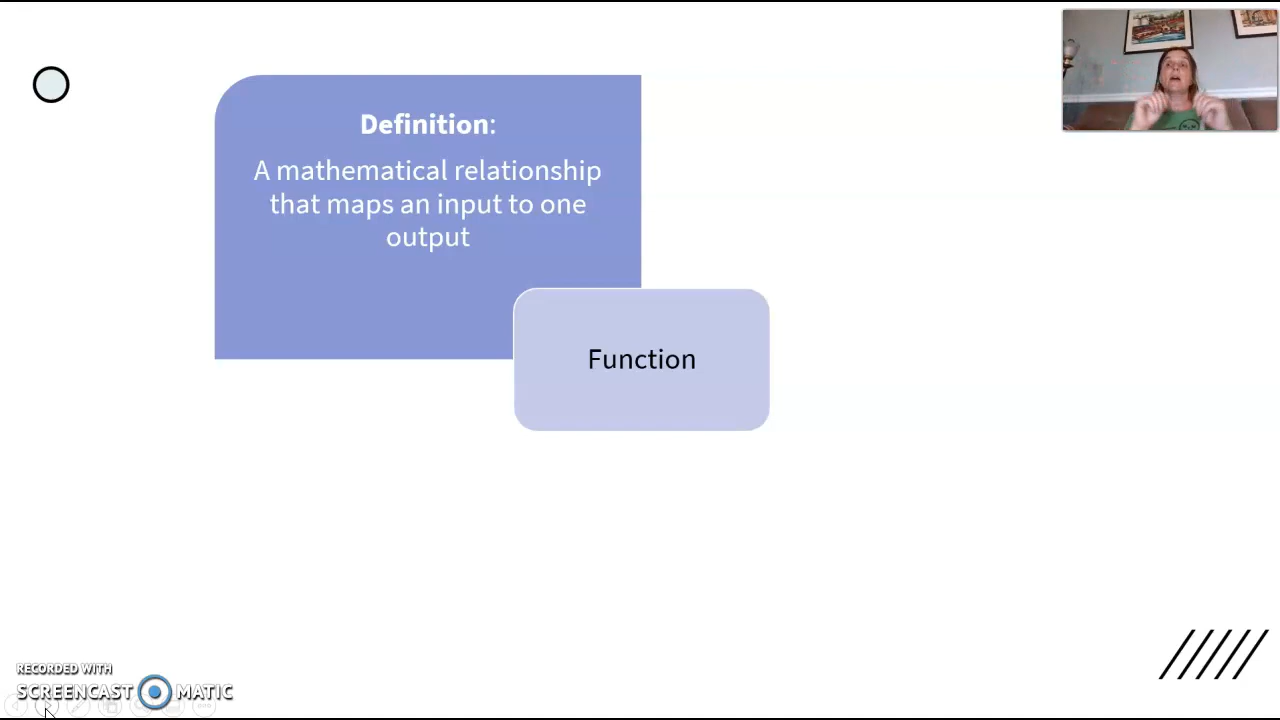 Definition:
A mathematical relationship
that maps an input to one
output
Function
RECORDED WITH
SCREENCAST MATIC